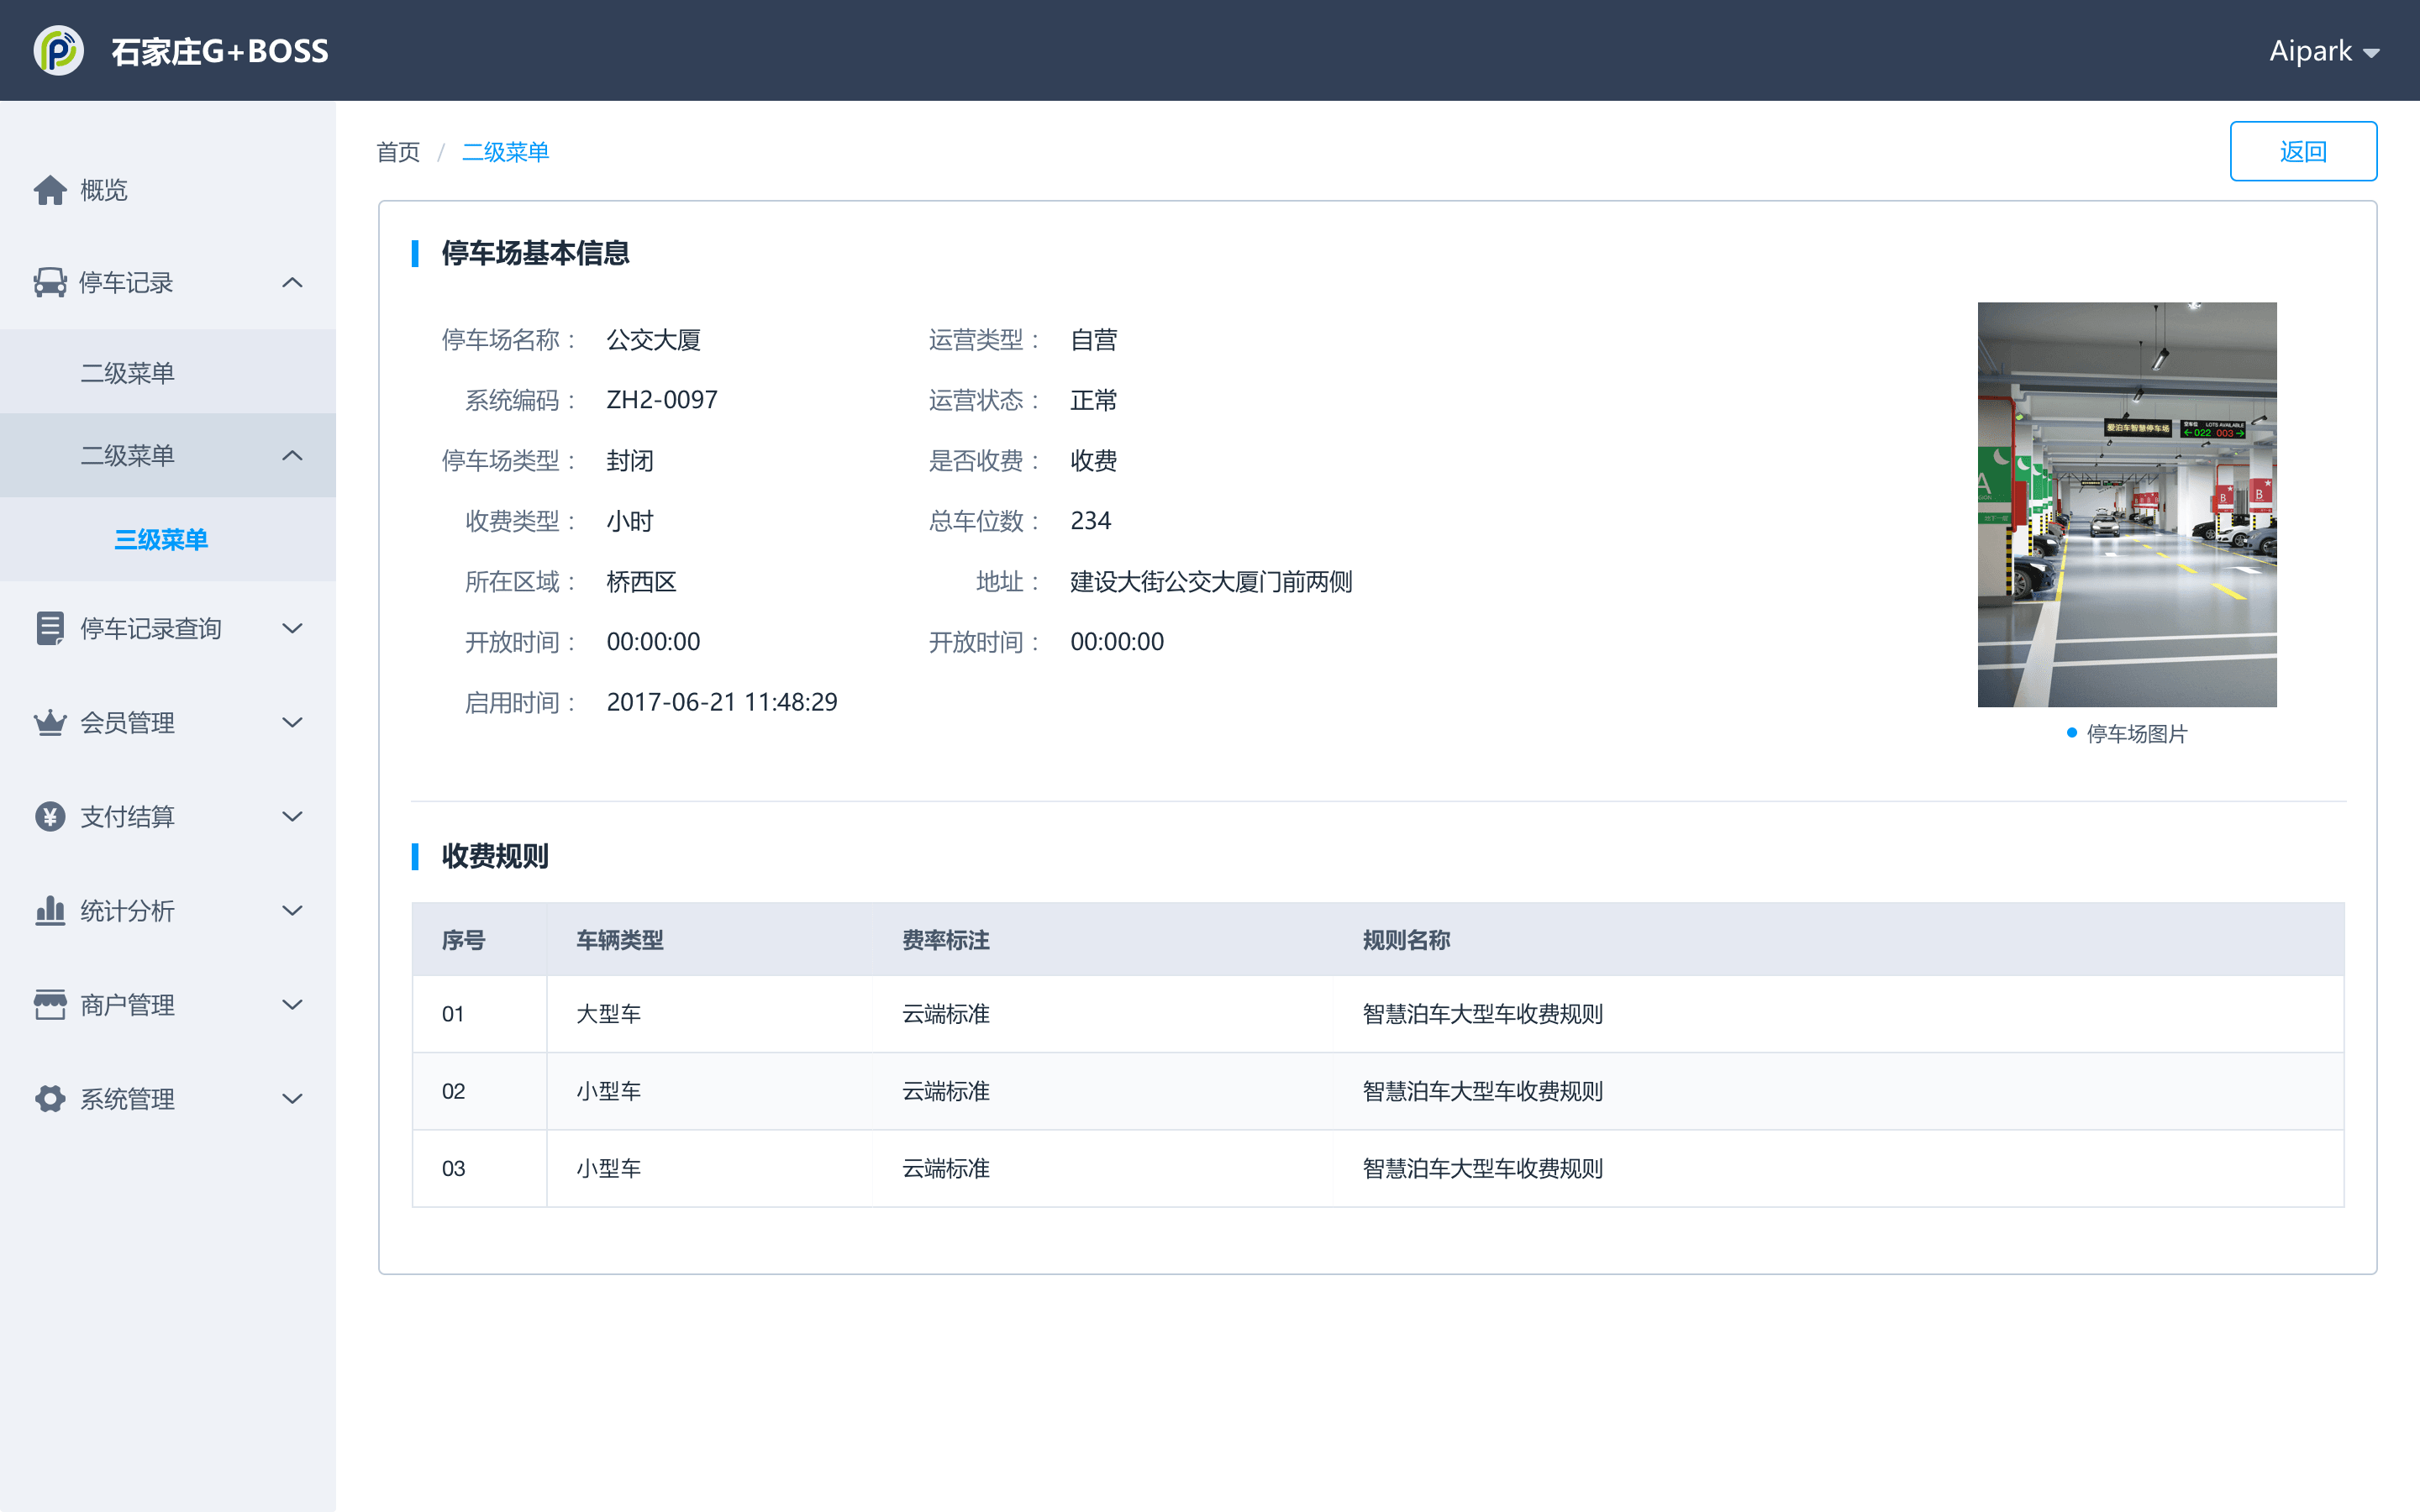 石家庄G+BOSS
Aipark
首页 / 二级菜单
返回
概览
停车记录
二级菜单
二级菜单
三级菜单
停车记录查询
会员管理
支付结算
统计分析
商户管理
系统管理
停车场基本信息
停车场名称： 公交大厦 运营类型： 自营
系统编码： ZH2-0097 运营状态： 正常
停车场类型： 封闭 是否收费： 收费
收费类型： 小时 总车位数： 234
所在区域： 桥西区 地址： 建设大街公交大厦门前两侧
开放时间： 00:00:00 开放时间： 00:00:00
启用时间： 2017-06-21 11:48:29
爱泊车智慧停车场
LOTS AVAILABLE
←022 003→
A
B
B
停车场图片
收费规则
序号 车辆类型 费率标注 规则名称
01 大型车 云端标准 智慧泊车大型车收费规则
02 小型车 云端标准 智慧泊车大型车收费规则
03 小型车 云端标准 智慧泊车大型车收费规则